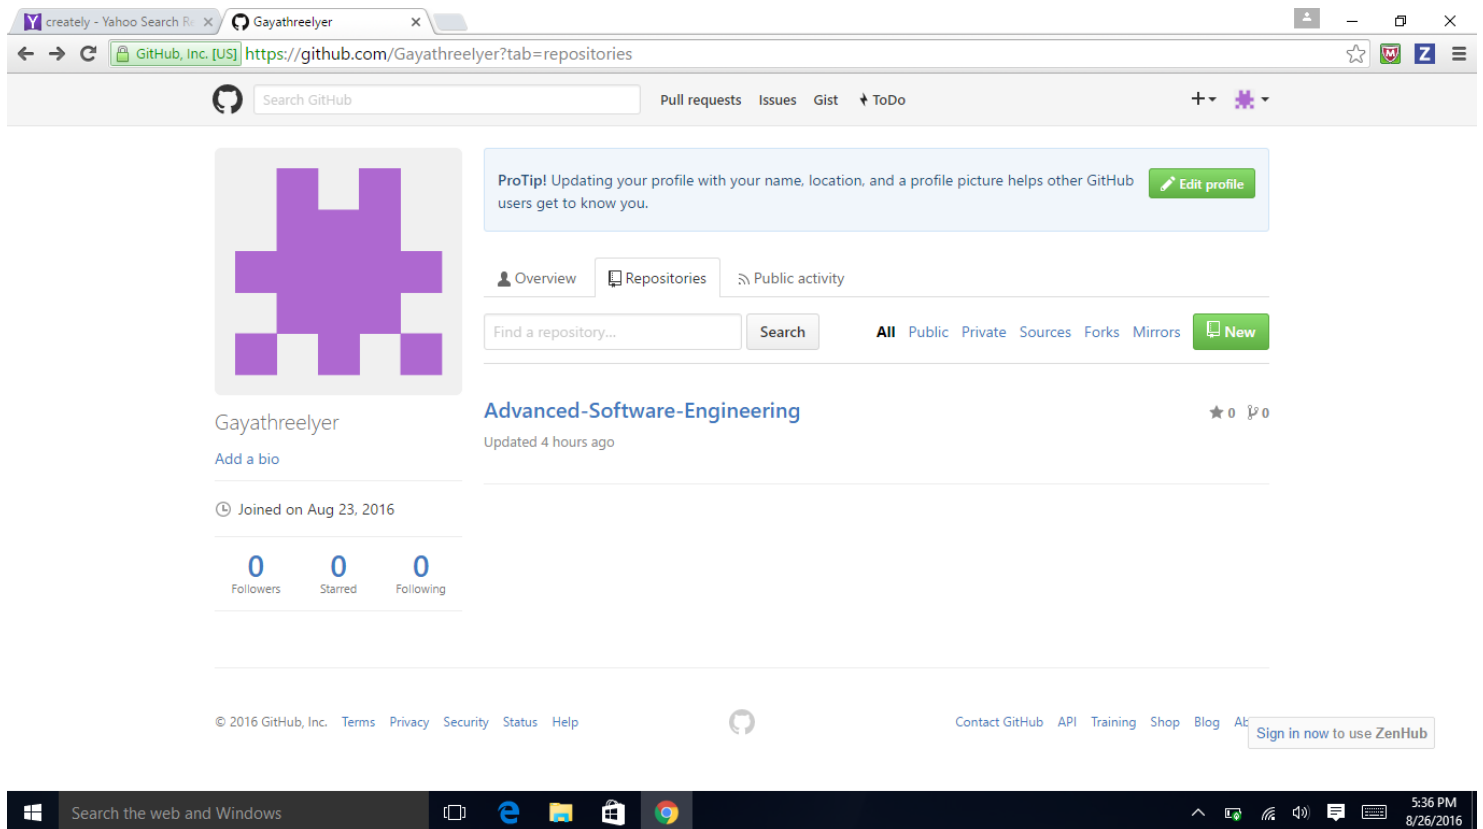 creately - Yahoo Search R
GayathreeIyer
GitHub, Inc. [US] https://github.com/GayathreeIyer?tab=repositories
Search GitHub Pull requests Issues Gist ToDo
ProTip! Updating your profile with your name, location, and a profile picture helps other GitHub
users get to know you.
Edit profile
Overview Repositories Public activity
Find a repository... Search All Public Private Sources Forks Mirrors New
Advanced-Software-Engineering 0 0
Updated 4 hours ago
GayathreeIyer
Add a bio
Joined on Aug 23, 2016
0 0 0
Followers Starred Following
© 2016 GitHub, Inc. Terms Privacy Security Status Help Contact GitHub API Training Shop Blog Ab
Sign in now to use ZenHub
Search the web and Windows
5:36 PM
8/26/2016